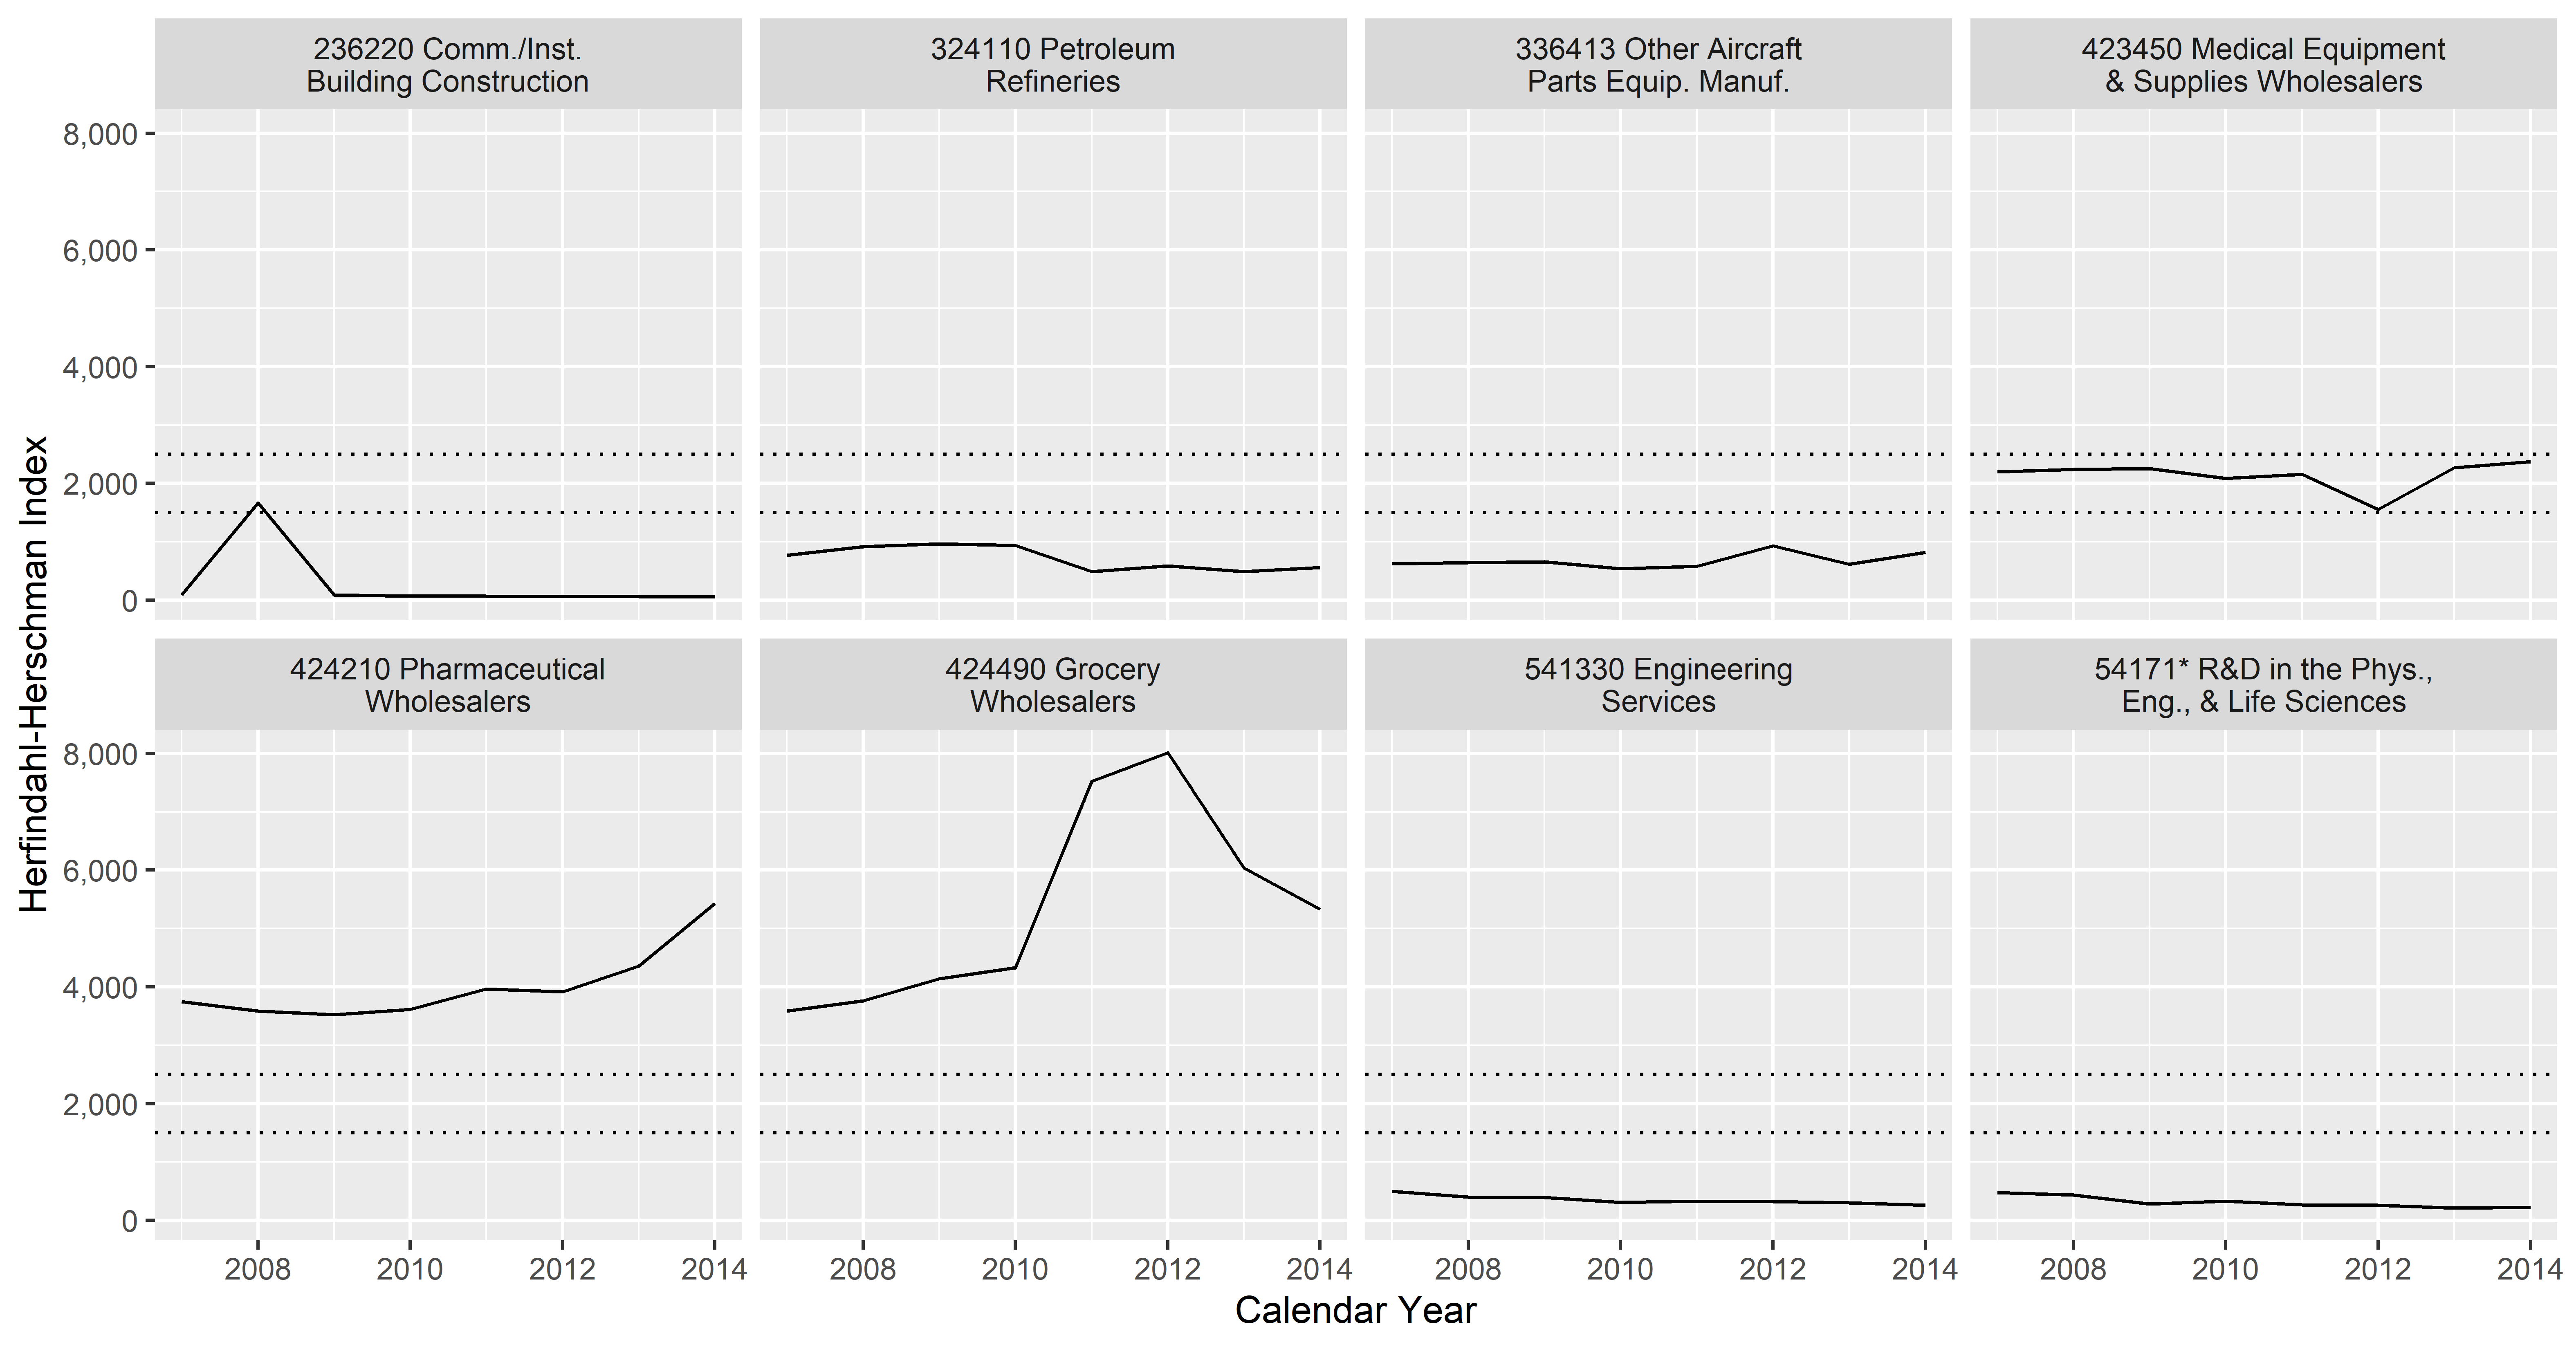 236220 Comm./Inst.
Building Construction
324110 Petroleum
Refineries
336413 Other Aircraft
Parts Equip. Manuf.
423450 Medical Equipment
& Supplies Wholesalers
8,000
6,000
4,000
2,000
0
Herfindahl-Herschman Index
424210 Pharmaceutical
Wholesalers
424490 Grocery
Wholesalers
541330 Engineering
Services
54171* R&D in the Phys.,
Eng., & Life Sciences
8,000
6,000
4,000
2,000
0
2008 2010 2012 2014
2008 2010 2012 2014
2008 2010 2012 2014
2008 2010 2012 2014
Calendar Year